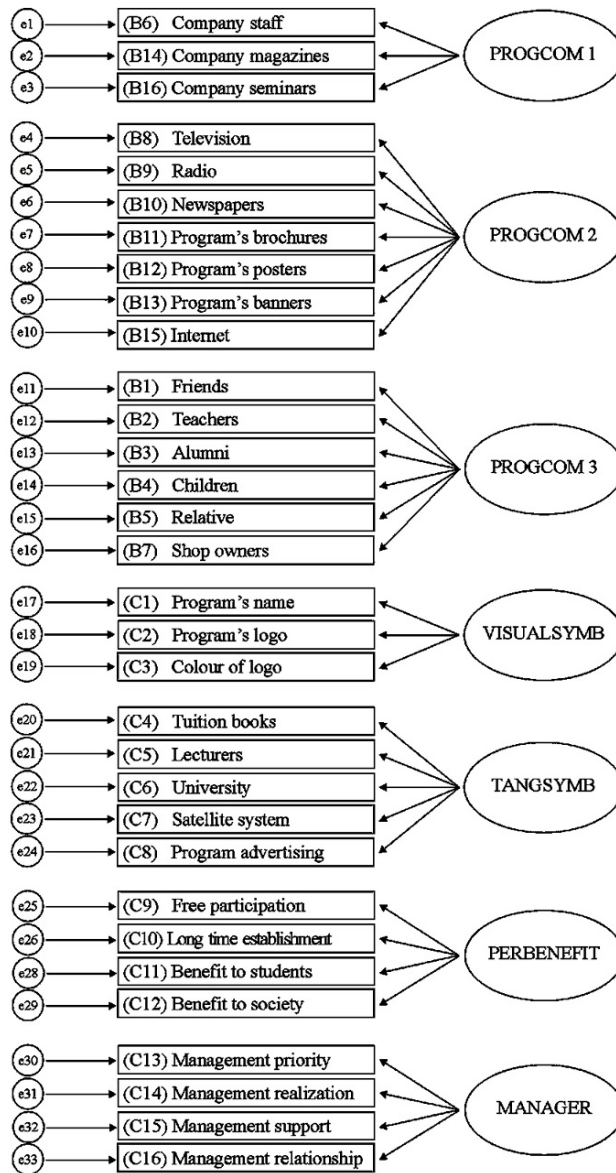 e1 (B6) Company staff
e2 (B14) Company magazines
e3 (B16) Company seminars
PROGCOM 1
e4 (B8) Television
e5 (B9) Radio
e6 (B10) Newspapers
e7 (B11) Program's brochures
e8 (B12) Program's posters
e9 (B13) Program's banners
e10 (B15) Internet
PROGCOM 2
e11 (B1) Friends
e12 (B2) Teachers
e13 (B3) Alumni
e14 (B4) Children
e15 (B5) Relative
e16 (B7) Shop owners
PROGCOM 3
e17 (C1) Program's name
e18 (C2) Program's logo
e19 (C3) Colour of logo
VISUALSYMB
e20 (C4) Tuition books
e21 (C5) Lecturers
e22 (C6) University
e23 (C7) Satellite system
e24 (C8) Program advertising
TANGSYMB
e25 (C9) Free participation
e26 (C10) Long time establishment
e28 (C11) Benefit to students
e29 (C12) Benefit to society
PERBENEFIT
e30 (C13) Management priority
e31 (C14) Management realization
e32 (C15) Management support
e33 (C16) Management relationship
MANAGER